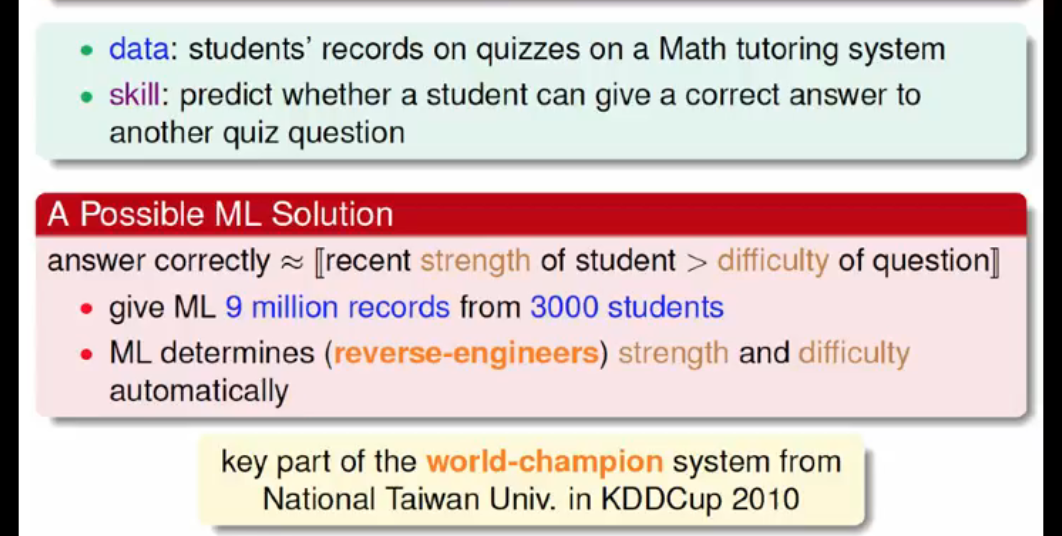 • data: students’ records on quizzes on a Math tutoring system
• skill: predict whether a student can give a correct answer to
another quiz question
A Possible ML Solution
answer correctly ≈ ⟦recent strength of student > difficulty of question⟧
• give ML 9 million records from 3000 students
• ML determines (reverse-engineers) strength and difficulty
automatically
key part of the world-champion system from
National Taiwan Univ. in KDDCup 2010